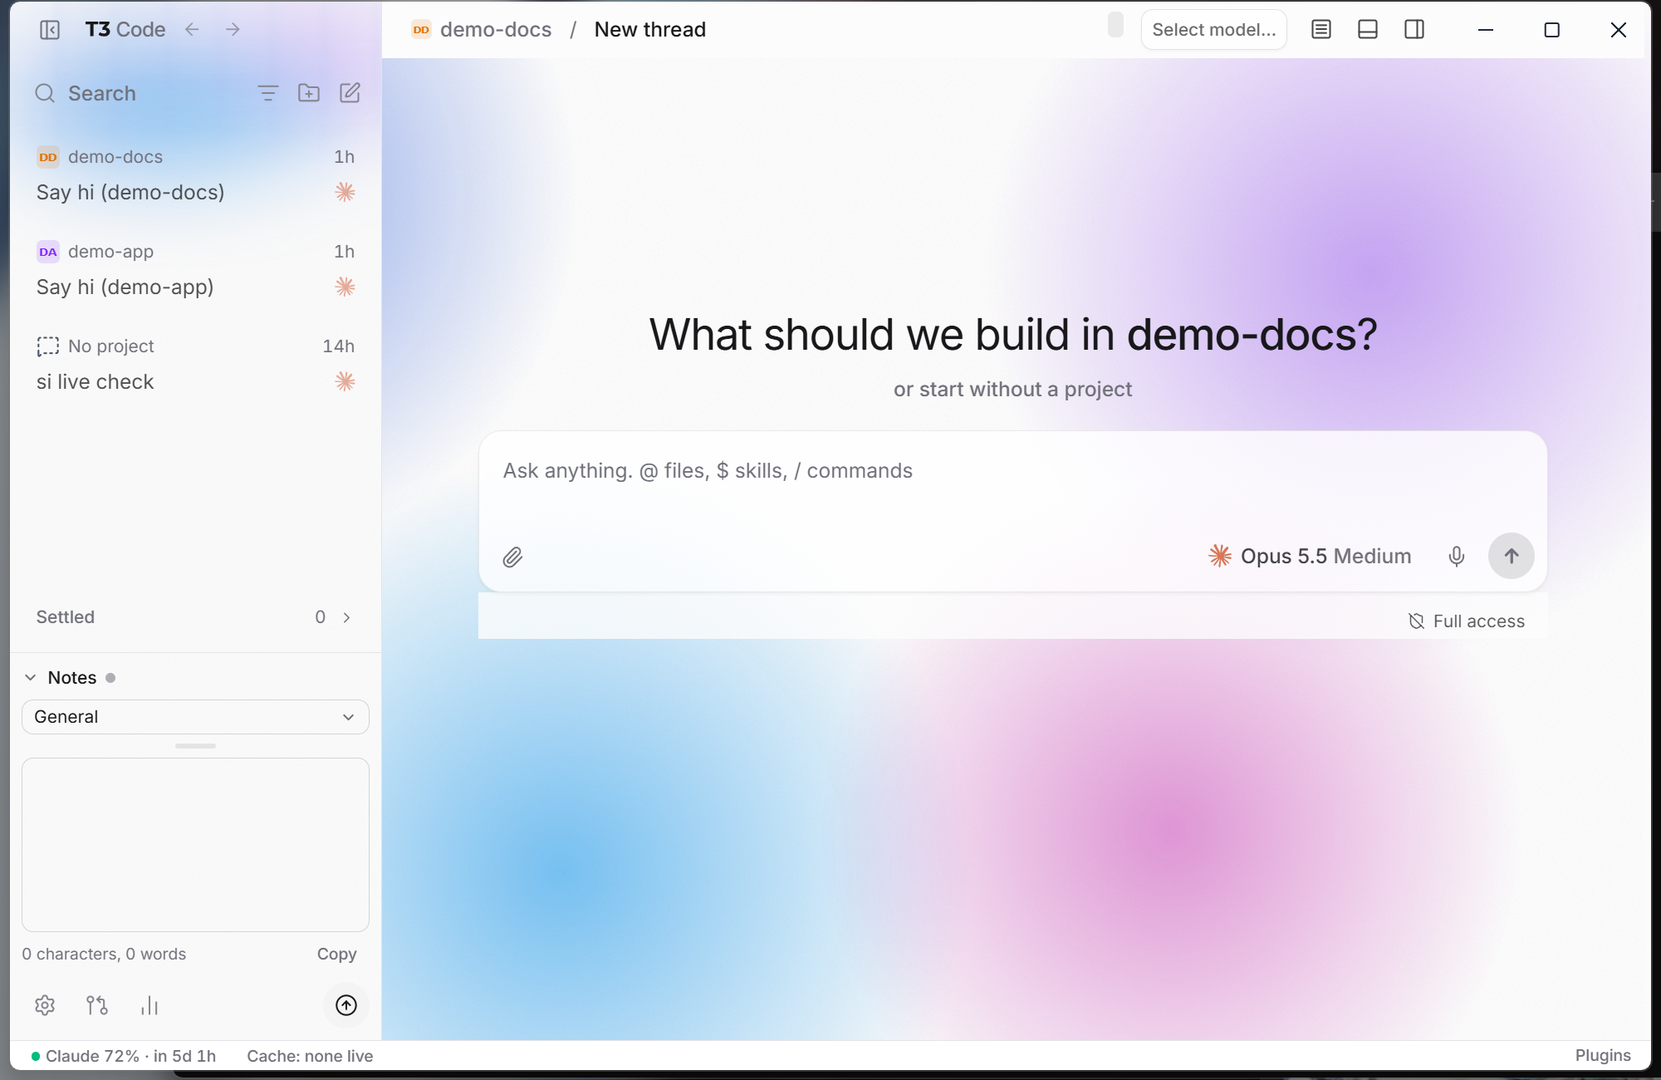 T3 Code
Search
DD demo-docs 1h
Say hi (demo-docs)
DA demo-app 1h
Say hi (demo-app)
No project 14h
si live check
Settled 0
Notes
General
0 characters, 0 words Copy
Claude 72% · in 5d 1h Cache: none live
DD demo-docs / New thread Select model...
What should we build in demo-docs?
or start without a project
Ask anything. @ files, $ skills, / commands
Opus 5.5 Medium
Full access
Plugins